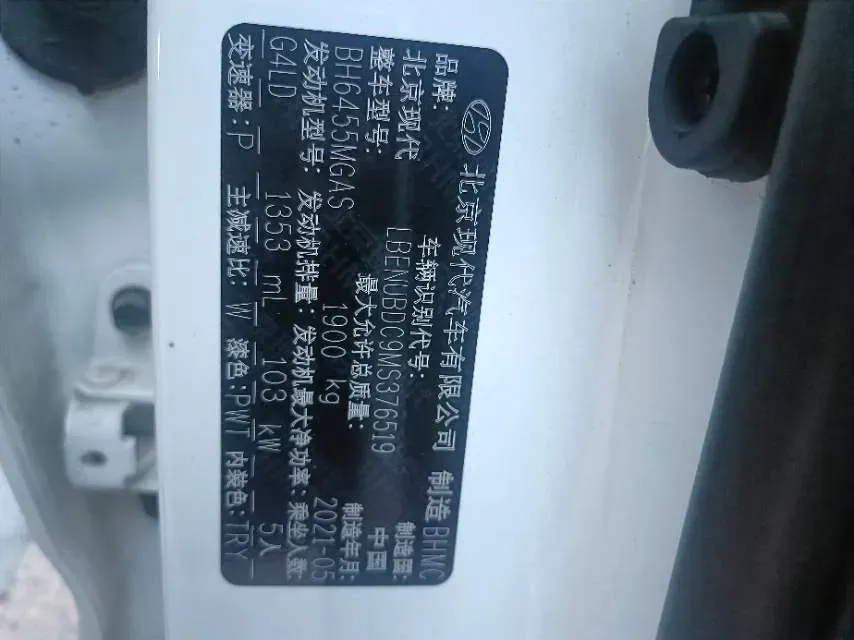 北京现代汽车有限公司 制造 BHMC
品牌: 车辆识别代号: 制造国:
北京现代 LBENUBDC9MS376519 中国
整车型号: 最大允许总质量: 制造年月:
BH6455MGAS 1900 kg 2021-05
发动机型号: 发动机排量: 发动机最大净功率: 乘坐人数:
G4LD 1353 mL 103 kW 5人
变速器: P 主减速比: W 漆色: PWT 内装色: TRY